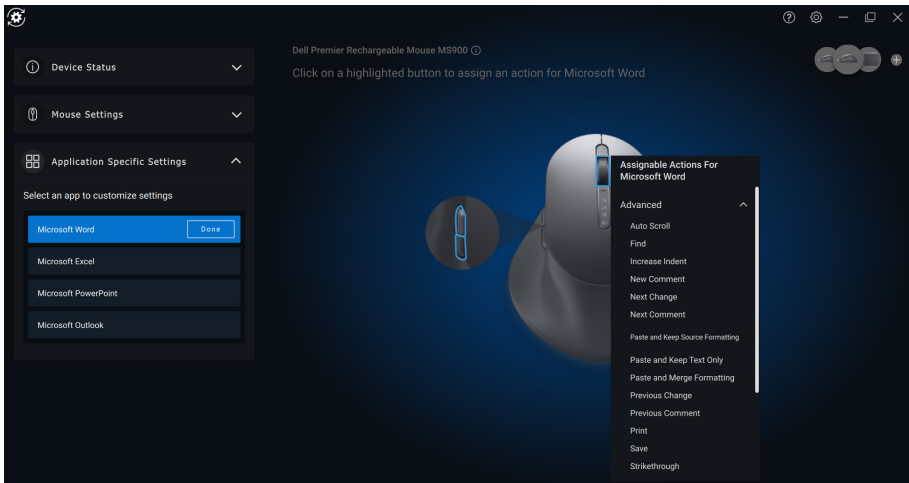 Dell Premier Rechargeable Mouse MS900
Click on a highlighted button to assign an action for Microsoft Word
Device Status
Mouse Settings
Application Specific Settings
Select an app to customize settings
Microsoft Word
Done
Microsoft Excel
Microsoft PowerPoint
Microsoft Outlook
Assignable Actions For
Microsoft Word
Advanced
Auto Scroll
Find
Increase Indent
New Comment
Next Change
Next Comment
Paste and Keep Source Formatting
Paste and Keep Text Only
Paste and Merge Formatting
Previous Change
Previous Comment
Print
Save
Strikethrough